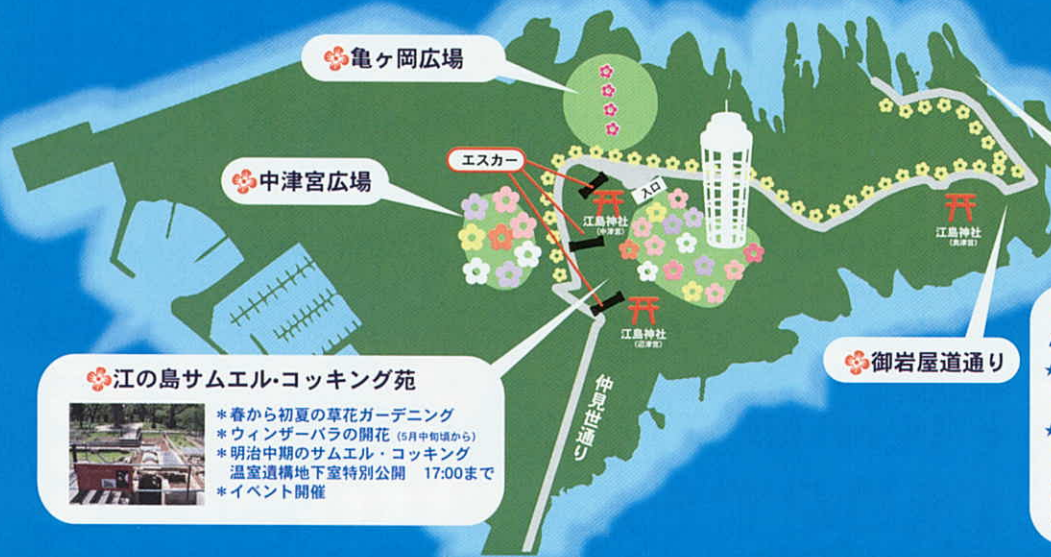 亀ヶ岡広場
エスカー
中津宮広場
入口
江島神社
(中津宮)
江島神社
(奥津宮)
江島神社
(辺津宮)
御岩屋道通り
仲見世通り
江の島サムエル・コッキング苑
*春から初夏の草花ガーデニング
*ウィンザーバラの開花 (5月中旬頃から)
*明治中期のサムエル・コッキング
温室遺構地下室特別公開 17:00まで
*イベント開催